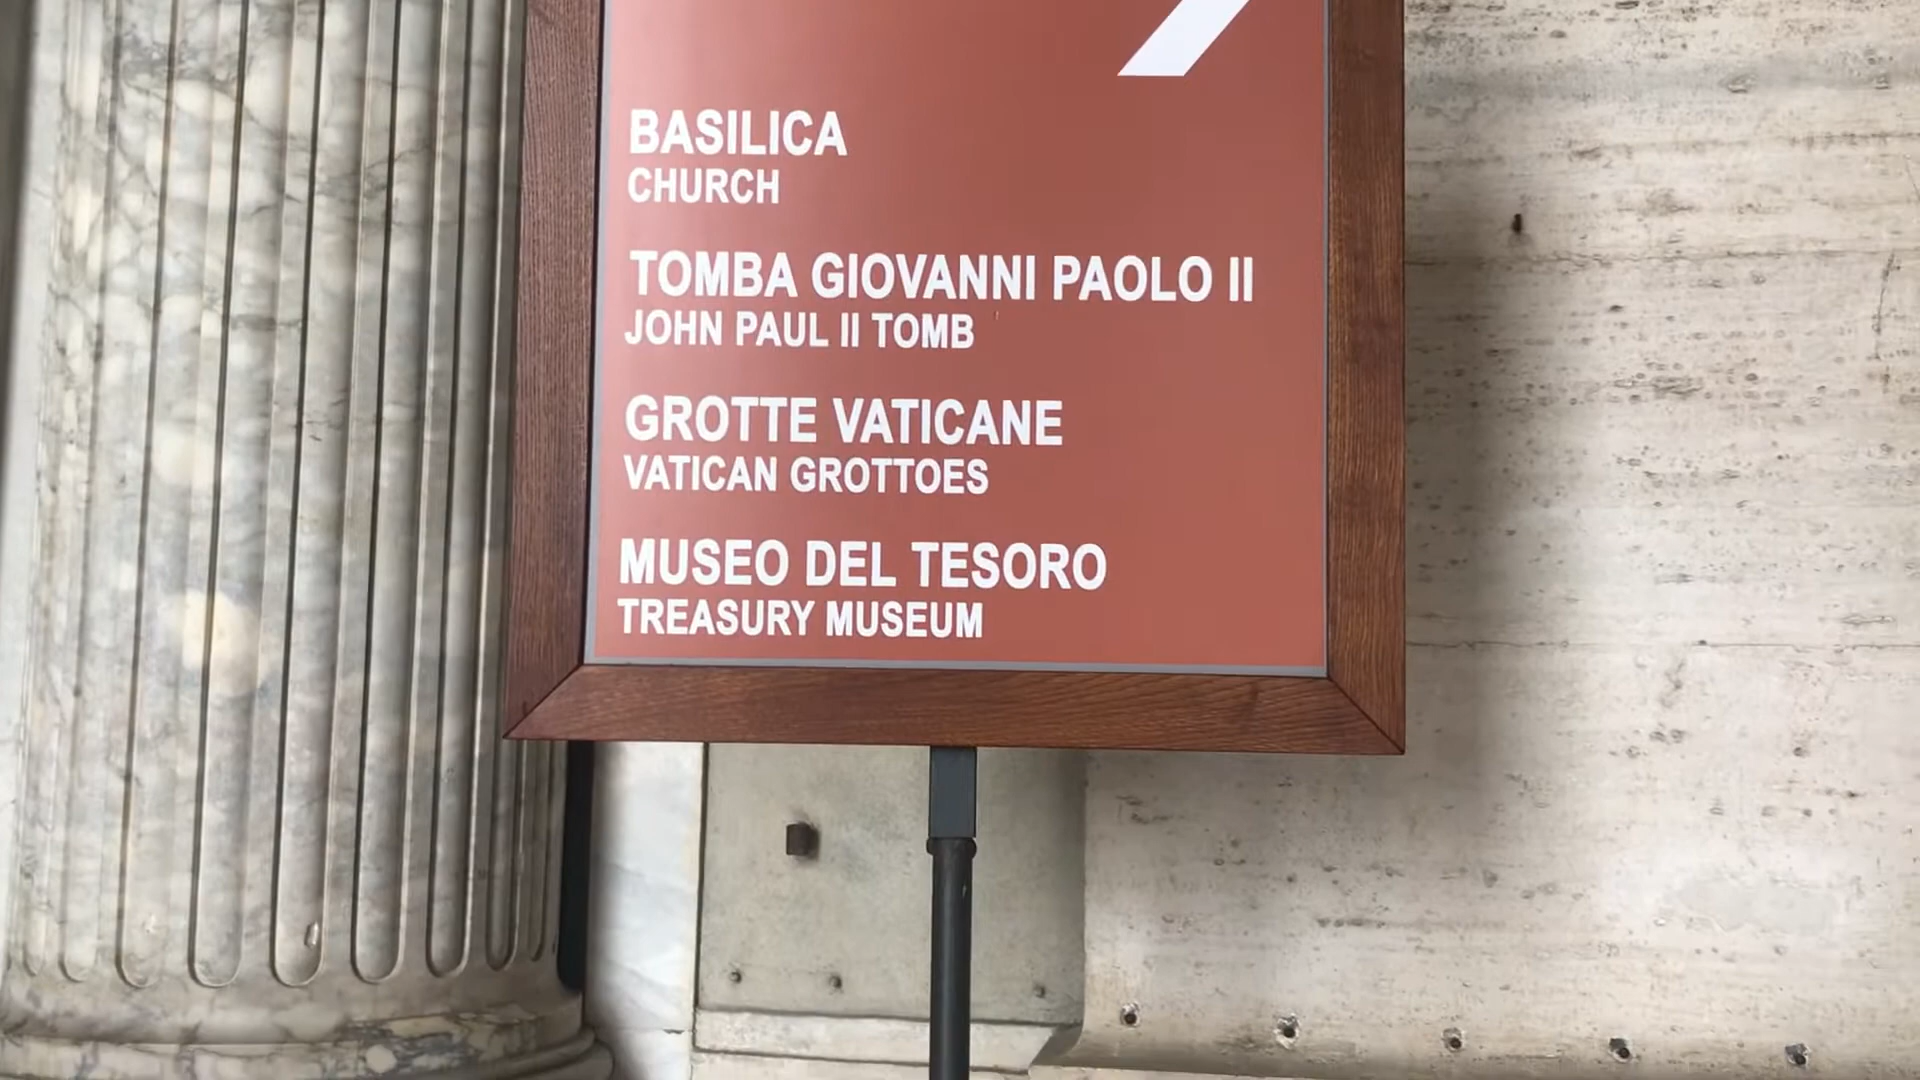 BASILICA
CHURCH
TOMBA GIOVANNI PAOLO II
JOHN PAUL II TOMB
GROTTE VATICANE
VATICAN GROTTOES
MUSEO DEL TESORO
TREASURY MUSEUM